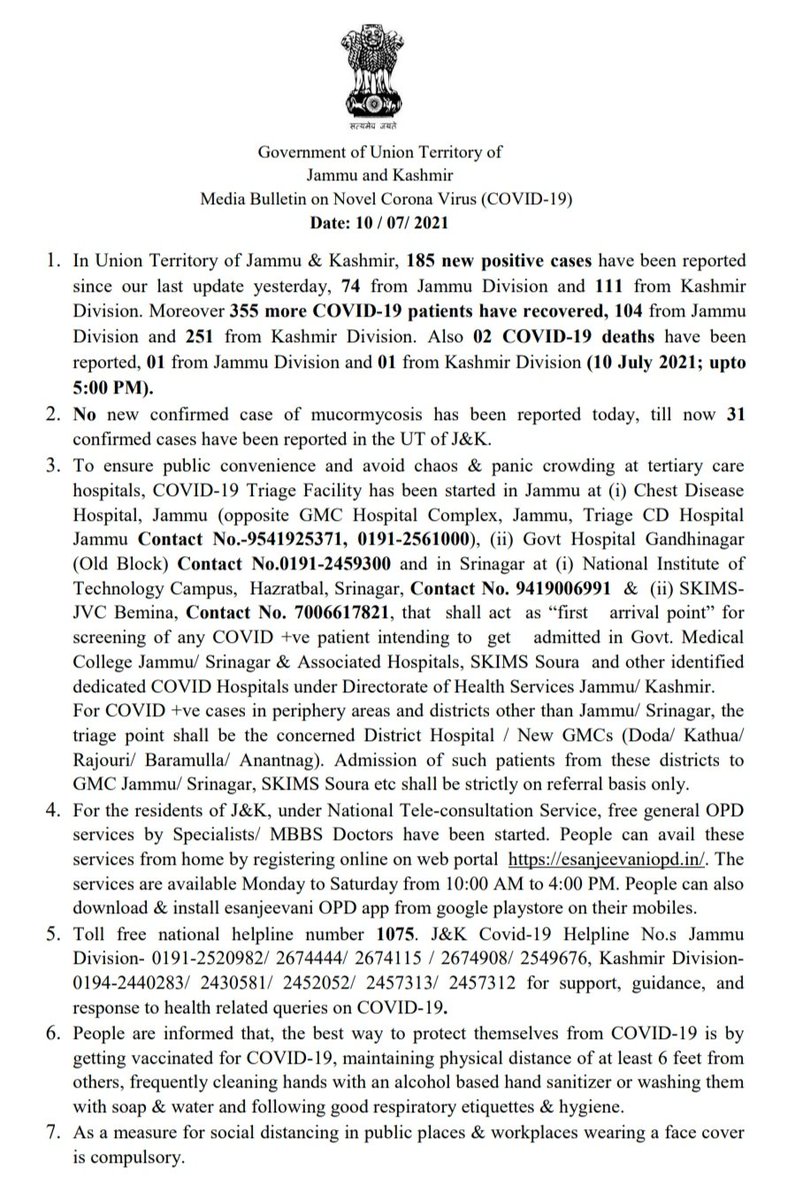 सत्यमेव जयते
Government of Union Territory of
Jammu and Kashmir
Media Bulletin on Novel Corona Virus (COVID-19)
Date: 10 / 07/ 2021
1. In Union Territory of Jammu & Kashmir, 185 new positive cases have been reported
since our last update yesterday, 74 from Jammu Division and 111 from Kashmir
Division. Moreover 355 more COVID-19 patients have recovered, 104 from Jammu
Division and 251 from Kashmir Division. Also 02 COVID-19 deaths have been
reported, 01 from Jammu Division and 01 from Kashmir Division (10 July 2021; upto
5:00 PM).
2. No new confirmed case of mucormycosis has been reported today, till now 31
confirmed cases have been reported in the UT of J&K.
3. To ensure public convenience and avoid chaos & panic crowding at tertiary care
hospitals, COVID-19 Triage Facility has been started in Jammu at (i) Chest Disease
Hospital, Jammu (opposite GMC Hospital Complex, Jammu, Triage CD Hospital
Jammu Contact No.-9541925371, 0191-2561000), (ii) Govt Hospital Gandhinagar
(Old Block) Contact No.0191-2459300 and in Srinagar at (i) National Institute of
Technology Campus, Hazratbal, Srinagar, Contact No. 9419006991 & (ii) SKIMS-
JVC Bemina, Contact No. 7006617821, that shall act as “first arrival point” for
screening of any COVID +ve patient intending to get admitted in Govt. Medical
College Jammu/ Srinagar & Associated Hospitals, SKIMS Soura and other identified
dedicated COVID Hospitals under Directorate of Health Services Jammu/ Kashmir.
For COVID +ve cases in periphery areas and districts other than Jammu/ Srinagar, the
triage point shall be the concerned District Hospital / New GMCs (Doda/ Kathua/
Rajouri/ Baramulla/ Anantnag). Admission of such patients from these districts to
GMC Jammu/ Srinagar, SKIMS Soura etc shall be strictly on referral basis only.
4. For the residents of J&K, under National Tele-consultation Service, free general OPD
services by Specialists/ MBBS Doctors have been started. People can avail these
services from home by registering online on web portal https://esanjeevaniopd.in/. The
services are available Monday to Saturday from 10:00 AM to 4:00 PM. People can also
download & install esanjeevani OPD app from google playstore on their mobiles.
5. Toll free national helpline number 1075. J&K Covid-19 Helpline No.s Jammu
Division- 0191-2520982/ 2674444/ 2674115 / 2674908/ 2549676, Kashmir Division-
0194-2440283/ 2430581/ 2452052/ 2457313/ 2457312 for support, guidance, and
response to health related queries on COVID-19.
6. People are informed that, the best way to protect themselves from COVID-19 is by
getting vaccinated for COVID-19, maintaining physical distance of at least 6 feet from
others, frequently cleaning hands with an alcohol based hand sanitizer or washing them
with soap & water and following good respiratory etiquettes & hygiene.
7. As a measure for social distancing in public places & workplaces wearing a face cover
is compulsory.